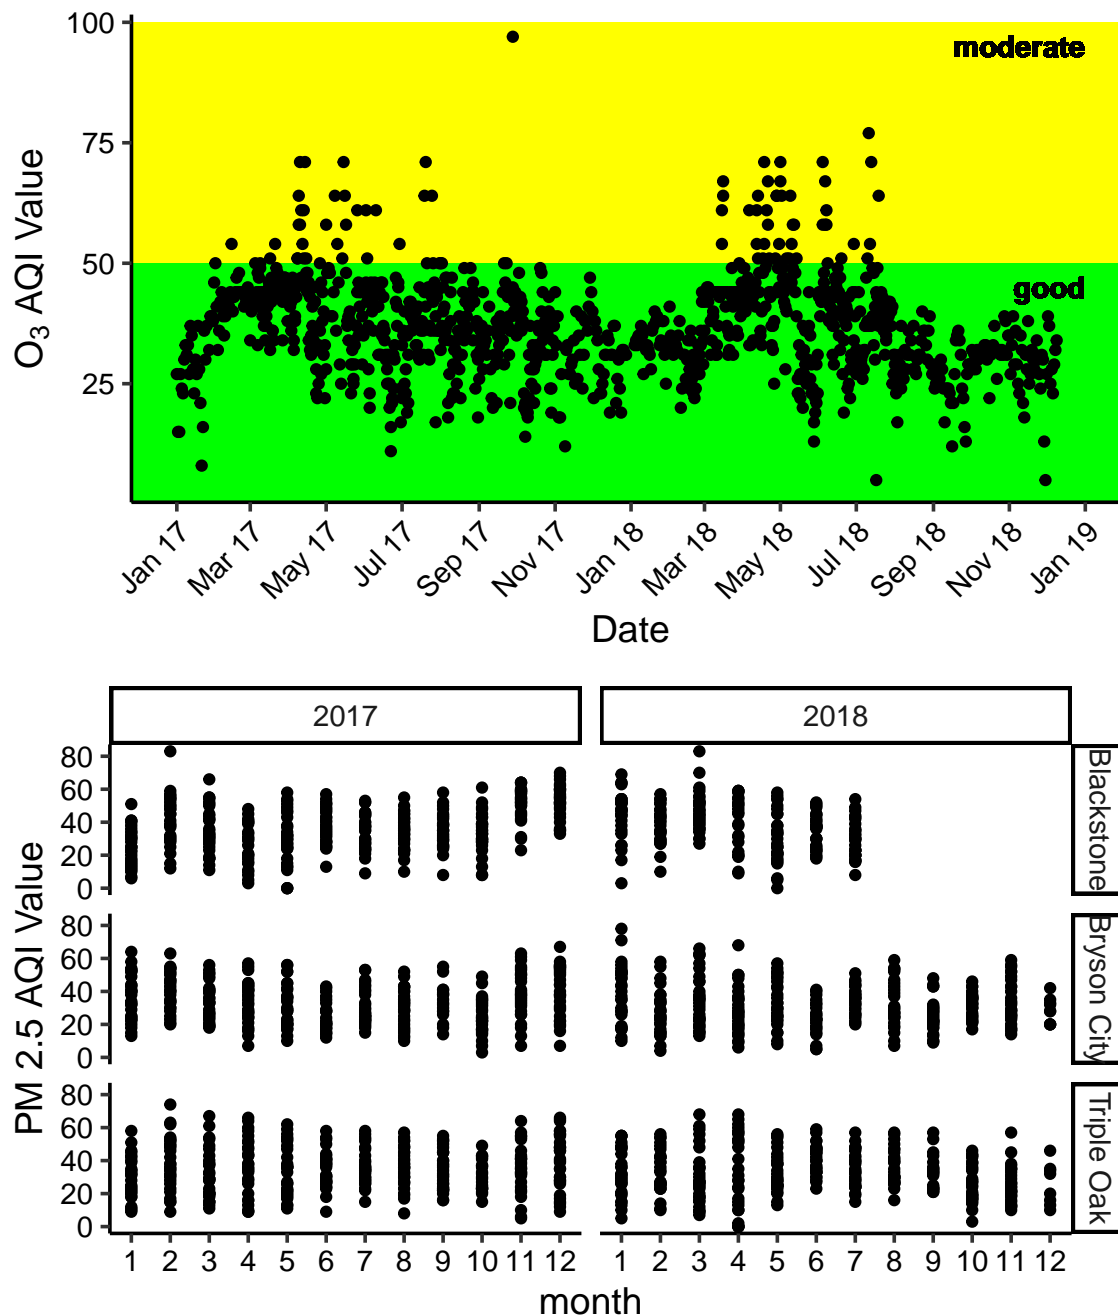 100
moderate
75
50
good
25
O₃ AQI Value
Jan 17
Mar 17
May 17
Jul 17
Sep 17
Nov 17
Jan 18
Mar 18
May 18
Jul 18
Sep 18
Nov 18
Jan 19
Date
2017
2018
80
60
40
20
0
Blackstone
80
60
40
20
0
Bryson City
80
60
40
20
0
Triple Oak
PM 2.5 AQI Value
1 2 3 4 5 6 7 8 9 10 11 12
1 2 3 4 5 6 7 8 9 10 11 12
month